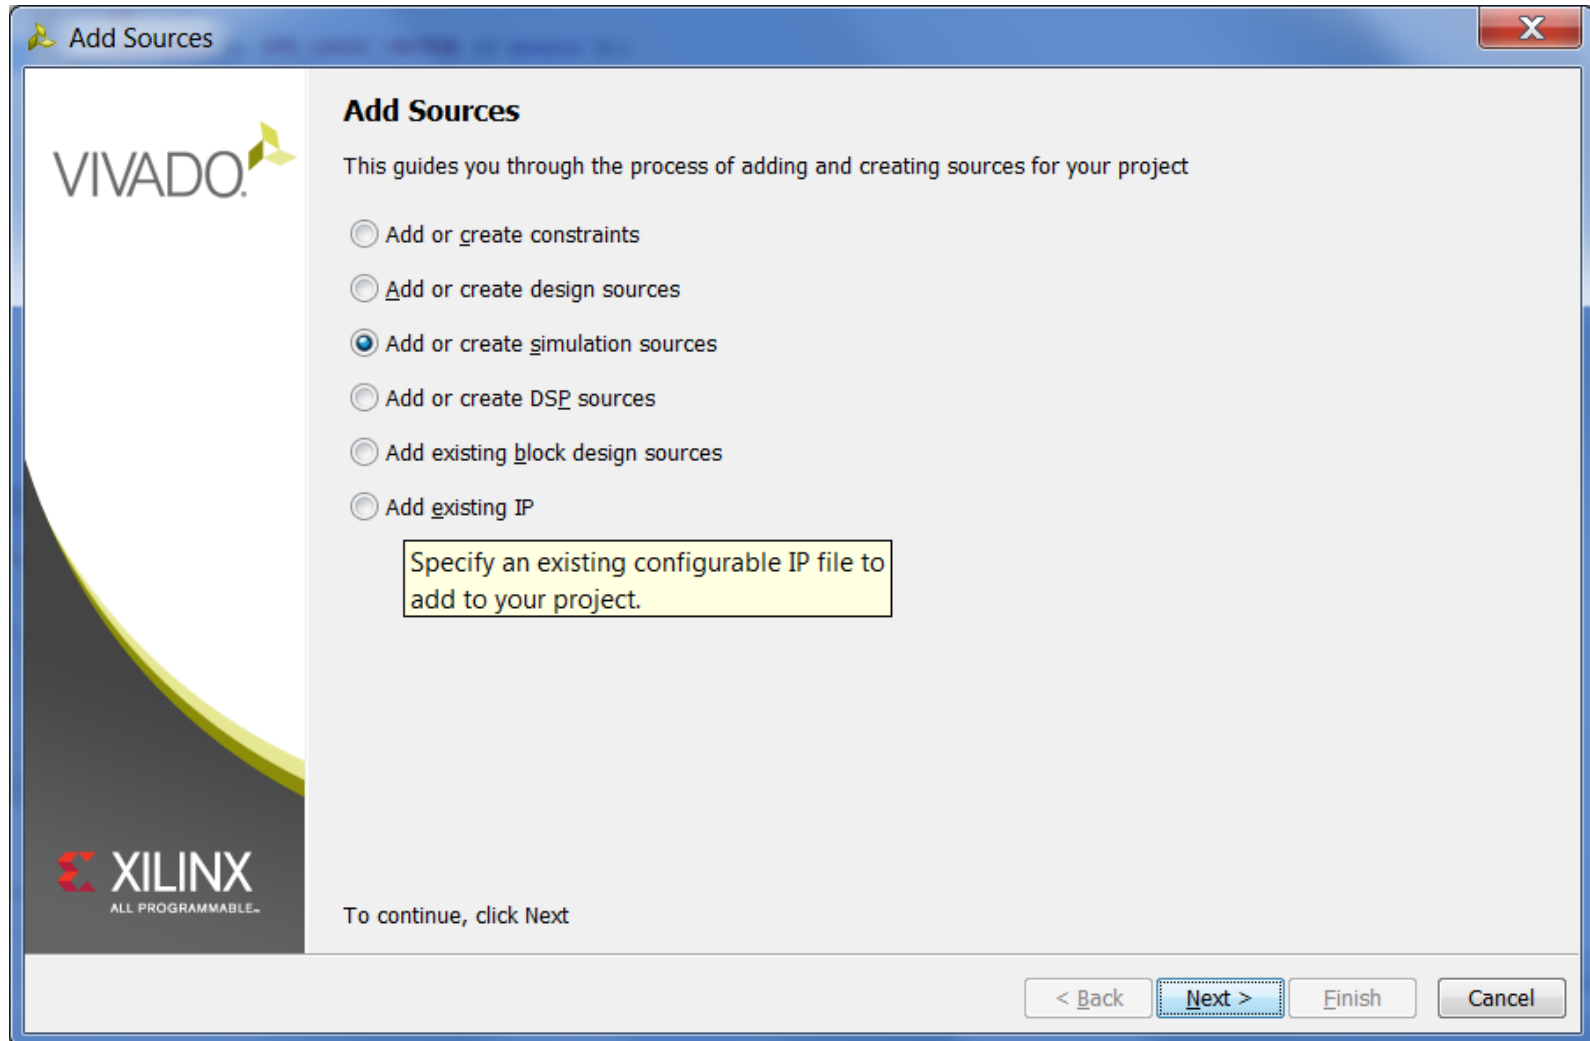 Add Sources
Add Sources
VIVADO.
This guides you through the process of adding and creating sources for your project
Add or create constraints
Add or create design sources
Add or create simulation sources
Add or create DSP sources
Add existing block design sources
Add existing IP
Specify an existing configurable IP file to
add to your project.
XILINX
ALL PROGRAMMABLE™
To continue, click Next
< Back
Next >
Finish
Cancel